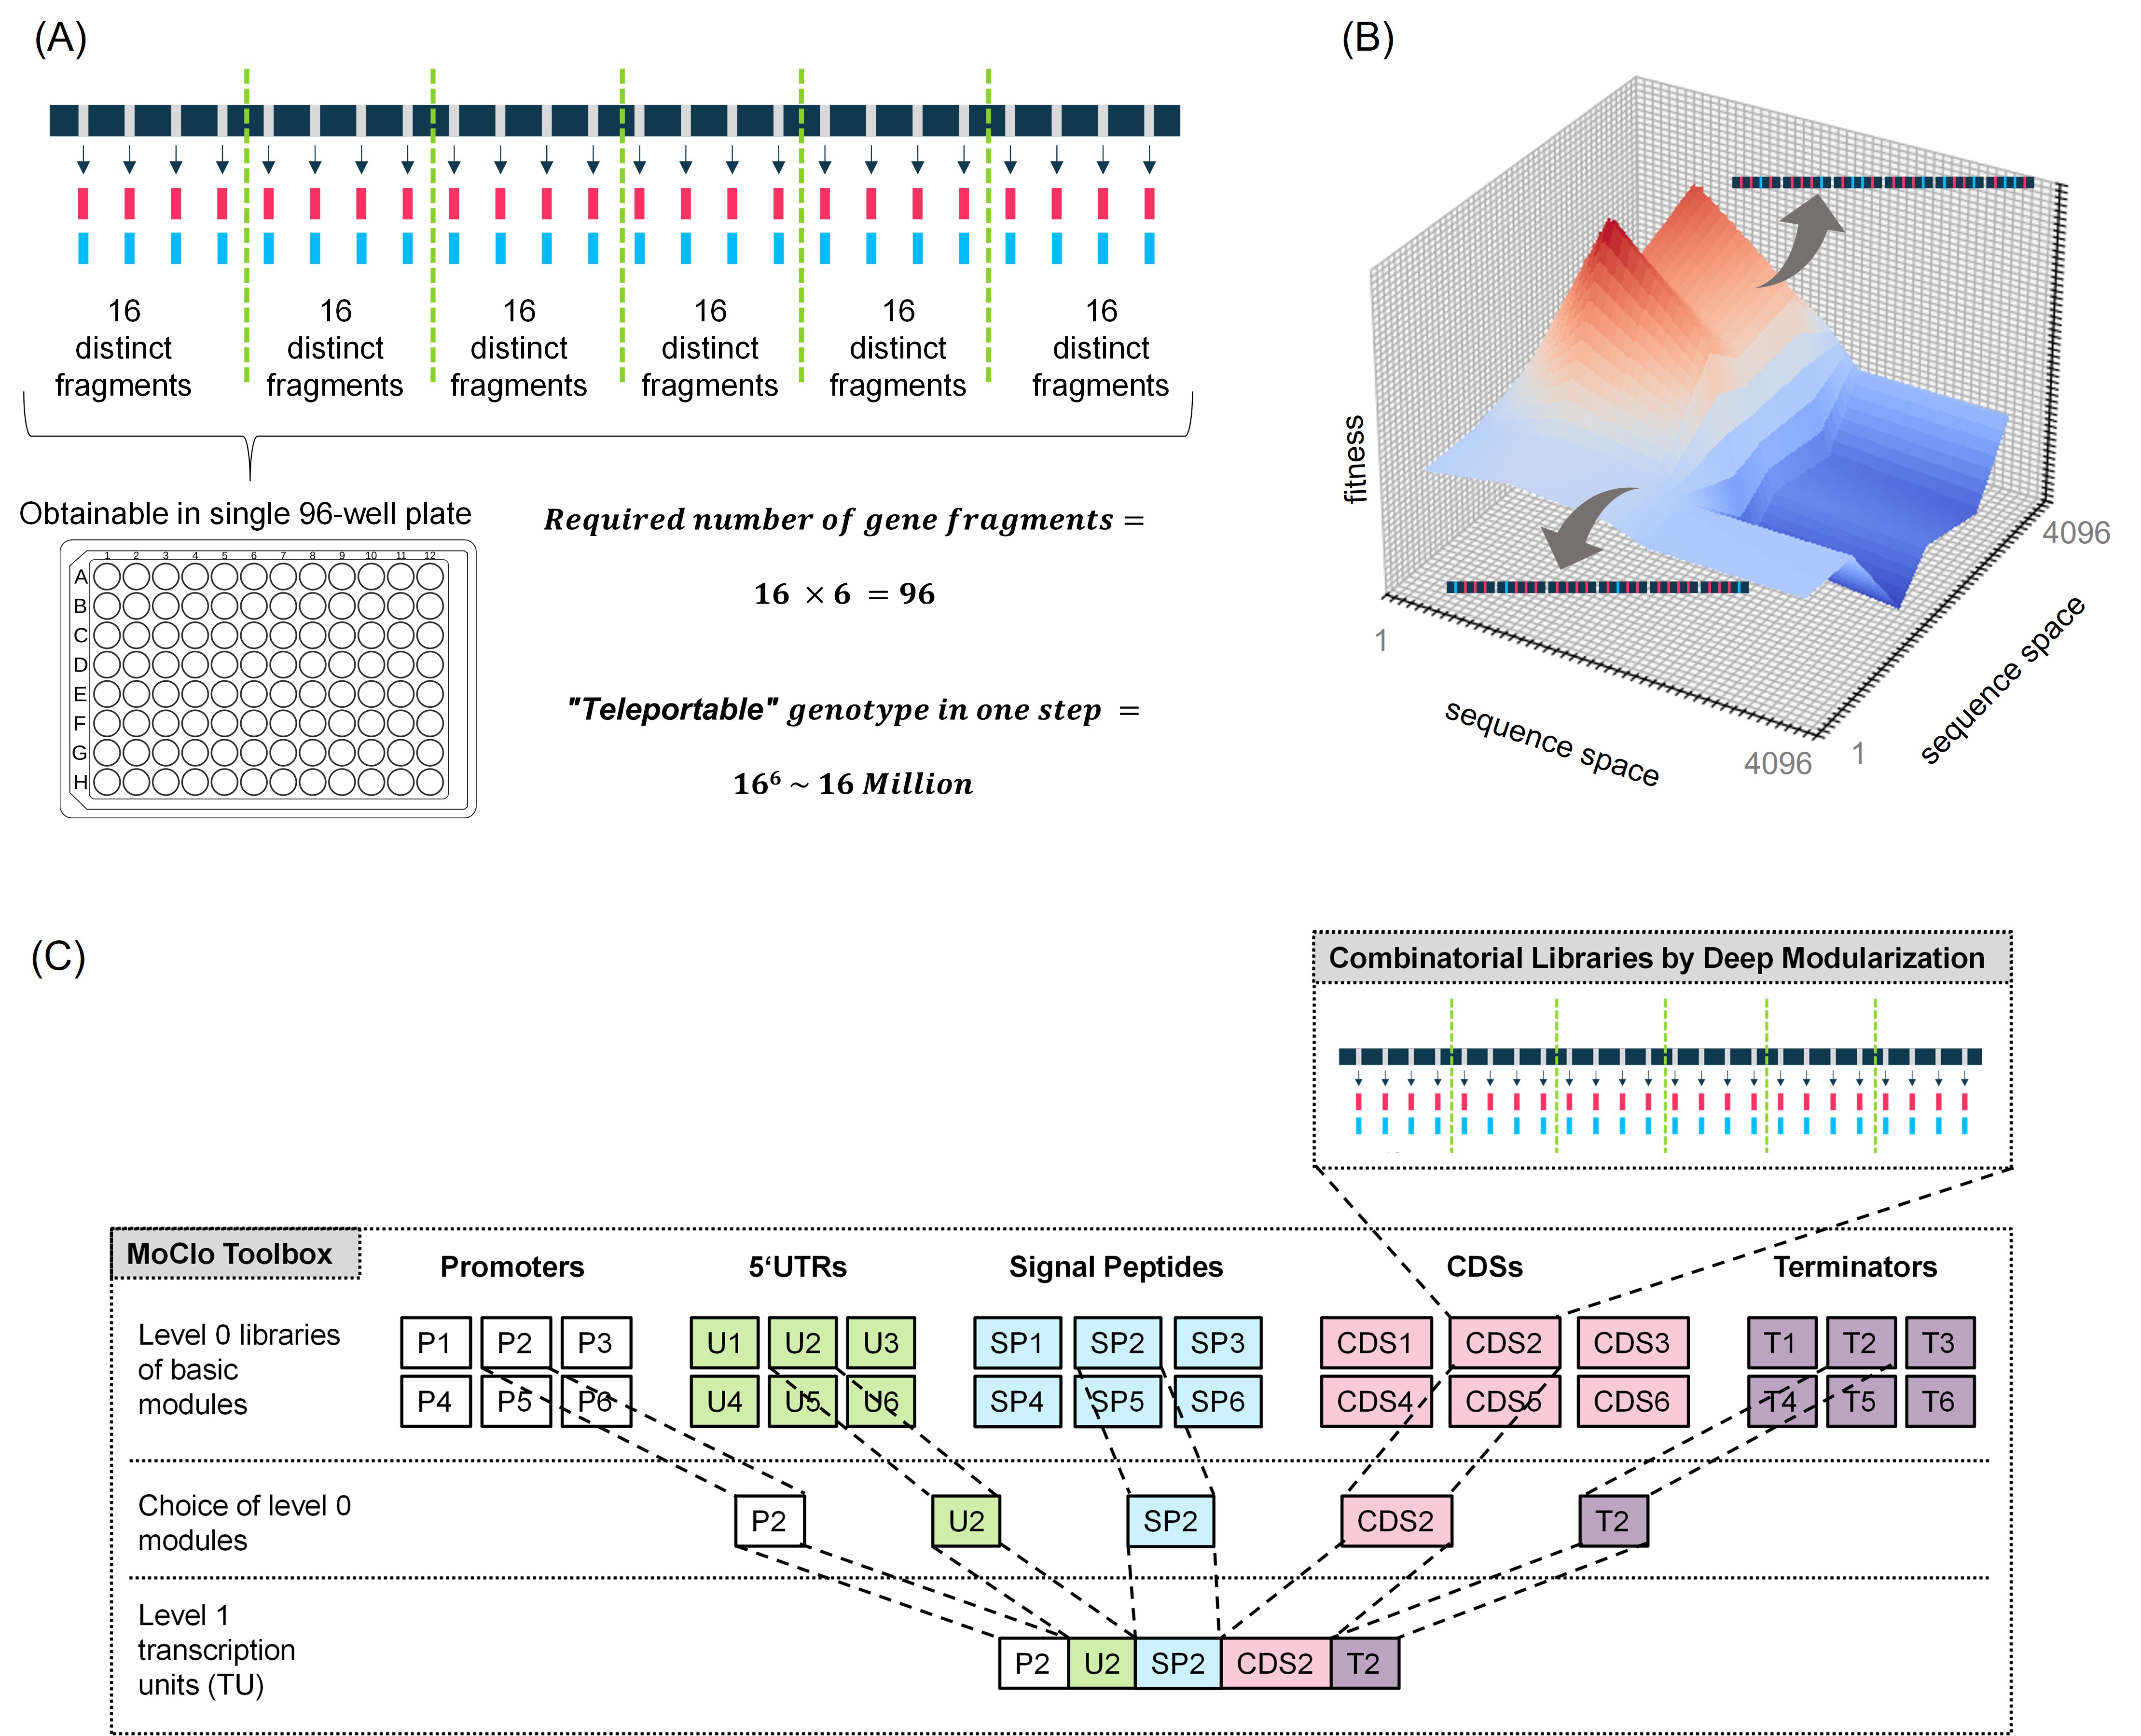 (A)
16
distinct
fragments
16
distinct
fragments
16
distinct
fragments
16
distinct
fragments
16
distinct
fragments
16
distinct
fragments
Obtainable in single 96-well plate
1 2 3 4 5 6 7 8 9 10 11 12
A
B
C
D
E
F
G
H
Required number of gene fragments =
16 × 6 = 96
"Teleportable" genotype in one step =
16⁶ ~ 16 Million
(B)
fitness
1
sequence space
4096
1
sequence space
4096
(C)
Combinatorial Libraries by Deep Modularization
MoClo Toolbox
Promoters
5‘UTRs
Signal Peptides
CDSs
Terminators
Level 0 libraries
of basic
modules
P1 P2 P3
P4 P5 P6
U1 U2 U3
U4 U5 U6
SP1 SP2 SP3
SP4 SP5 SP6
CDS1 CDS2 CDS3
CDS4 CDS5 CDS6
T1 T2 T3
T4 T5 T6
Choice of level 0
modules
P2 U2 SP2 CDS2 T2
Level 1
transcription
units (TU)
P2 U2 SP2 CDS2 T2